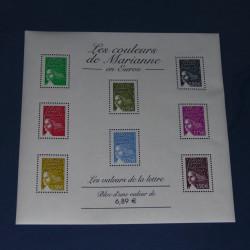 Les couleurs
de Marianne
en Euros
Les valeurs de la lettre
Bloc d'une valeur de
6,89 €